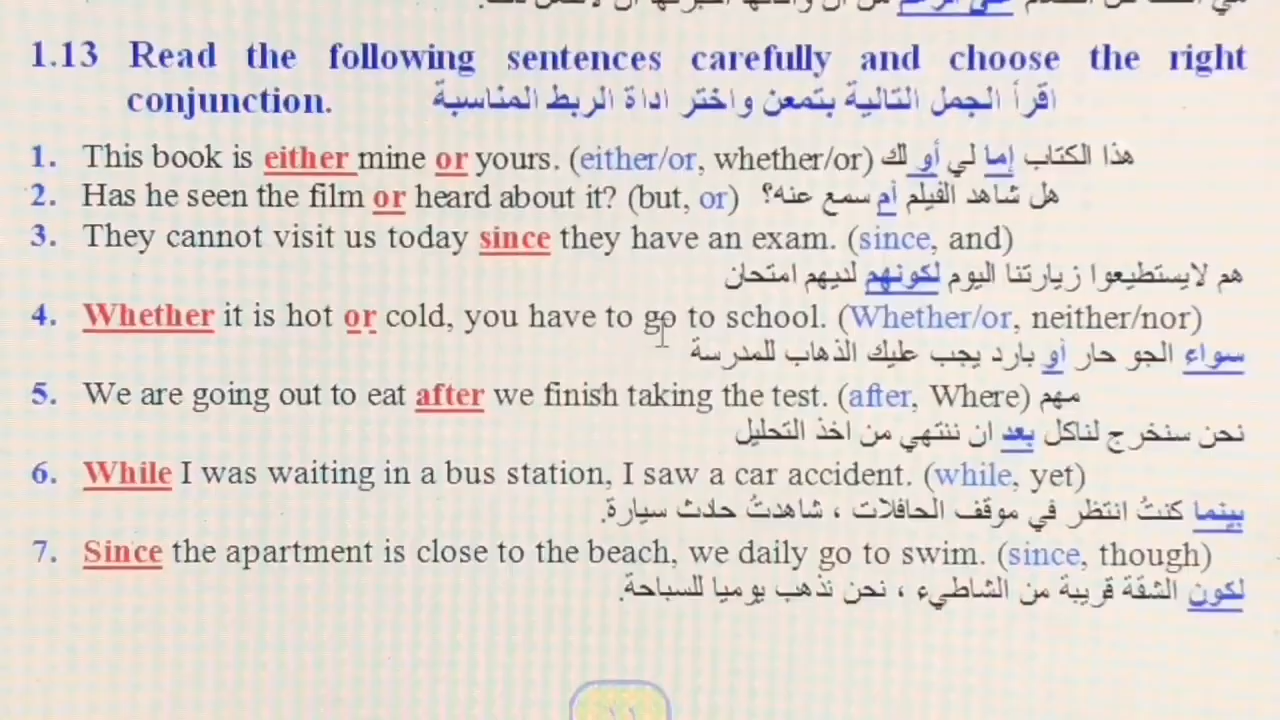 على الرغم من ان والدتها اخبرتها ان
1.13 Read the following sentences carefully and choose the right
conjunction. اقرأ الجمل التالية بتمعن واختر اداة الربط المناسبة
1. This book is either mine or yours. (either/or, whether/or) هذا الكتاب إما لي أو لك
2. Has he seen the film or heard about it? (but, or) هل شاهد الفيلم أم سمع عنه؟
3. They cannot visit us today since they have an exam. (since, and)
هم لايستطيعوا زيارتنا اليوم لكونهم لديهم امتحان
4. Whether it is hot or cold, you have to go to school. (Whether/or, neither/nor)
سواء الجو حار أو بارد يجب عليك الذهاب للمدرسة
5. We are going out to eat after we finish taking the test. (after, Where) مهم
نحن سنخرج لناكل بعد ان ننتهي من اخذ التحليل
6. While I was waiting in a bus station, I saw a car accident. (while, yet)
بينما كنتُ انتظر في موقف الحافلات ، شاهدتُ حادث سيارة.
7. Since the apartment is close to the beach, we daily go to swim. (since, though)
لكون الشقة قريبة من الشاطيء ، نحن نذهب يوميا للسباحة.